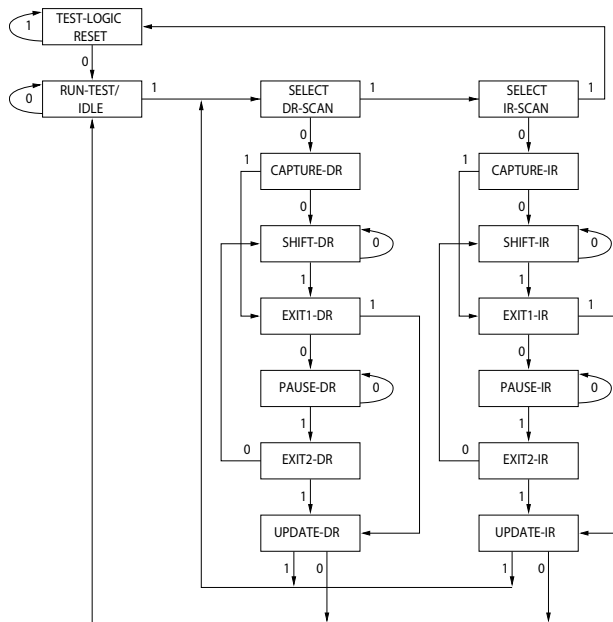 TEST-LOGIC
RESET
1
0
RUN-TEST/
IDLE
0
1
SELECT
DR-SCAN
1
SELECT
IR-SCAN
1
0
0
1
CAPTURE-DR
1
CAPTURE-IR
0
0
SHIFT-DR
0
SHIFT-IR
0
1
1
EXIT1-DR
1
EXIT1-IR
1
0
0
PAUSE-DR
0
PAUSE-IR
0
1
1
0
EXIT2-DR
0
EXIT2-IR
1
1
UPDATE-DR
UPDATE-IR
1
0
1
0